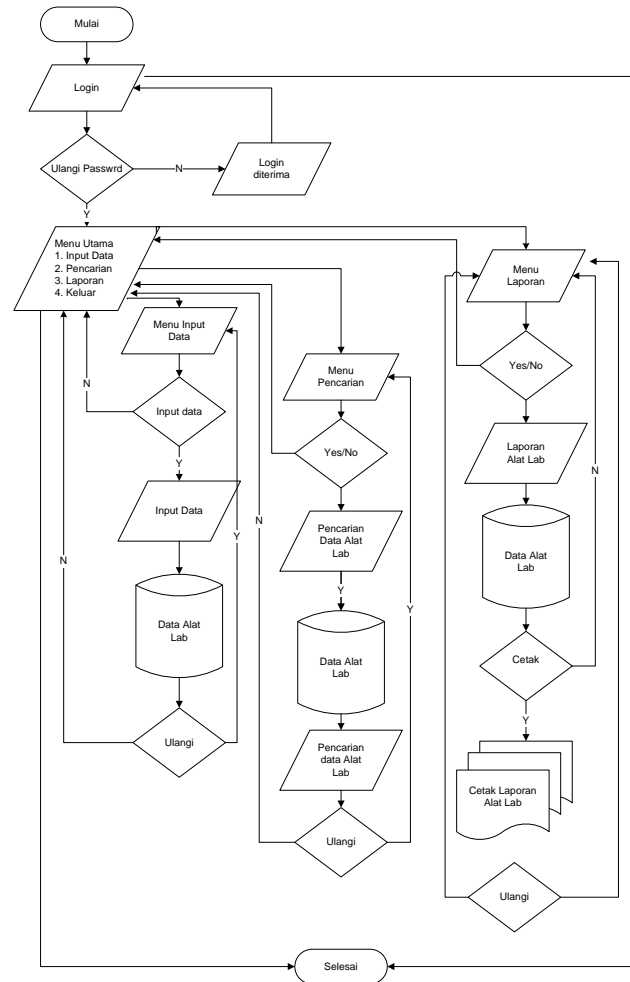 Mulai
Login
Ulangi Passwrd
N
Login
diterima
Y
Menu Utama
1. Input Data
2. Pencarian
3. Laporan
4. Keluar
Menu Input
Data
N
Input data
Y
Input Data
N
Y
Data Alat
Lab
Ulangi
Menu
Pencarian
Yes/No
N
Pencarian
Data Alat
Lab
Y
Y
Data Alat
Lab
Pencarian
data Alat
Lab
Ulangi
Menu
Laporan
Yes/No
Laporan
Alat Lab
N
Data Alat
Lab
Cetak
Y
Cetak Laporan
Alat Lab
Ulangi
Selesai